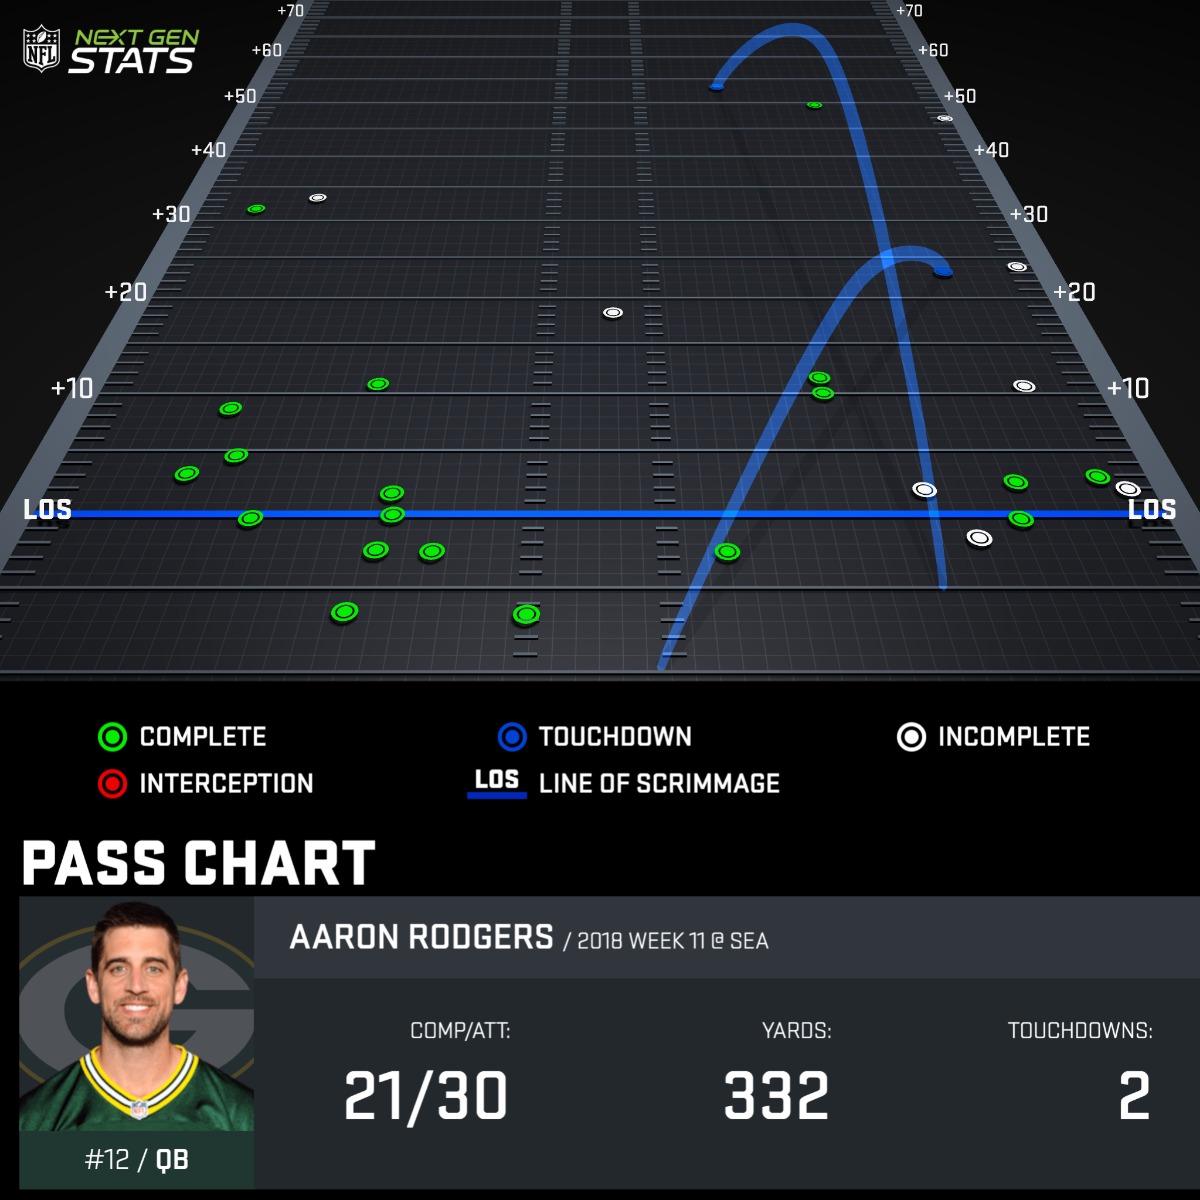 NFL NEXT GEN
STATS
+70 +70
+60 +60
+50 +50
+40 +40
+30 +30
+20 +20
+10 +10
LOS LOS
COMPLETE TOUCHDOWN INCOMPLETE
INTERCEPTION LOS LINE OF SCRIMMAGE
PASS CHART
AARON RODGERS / 2018 WEEK 11 @ SEA
COMP/ATT: YARDS: TOUCHDOWNS:
21/30 332 2
#12 / QB